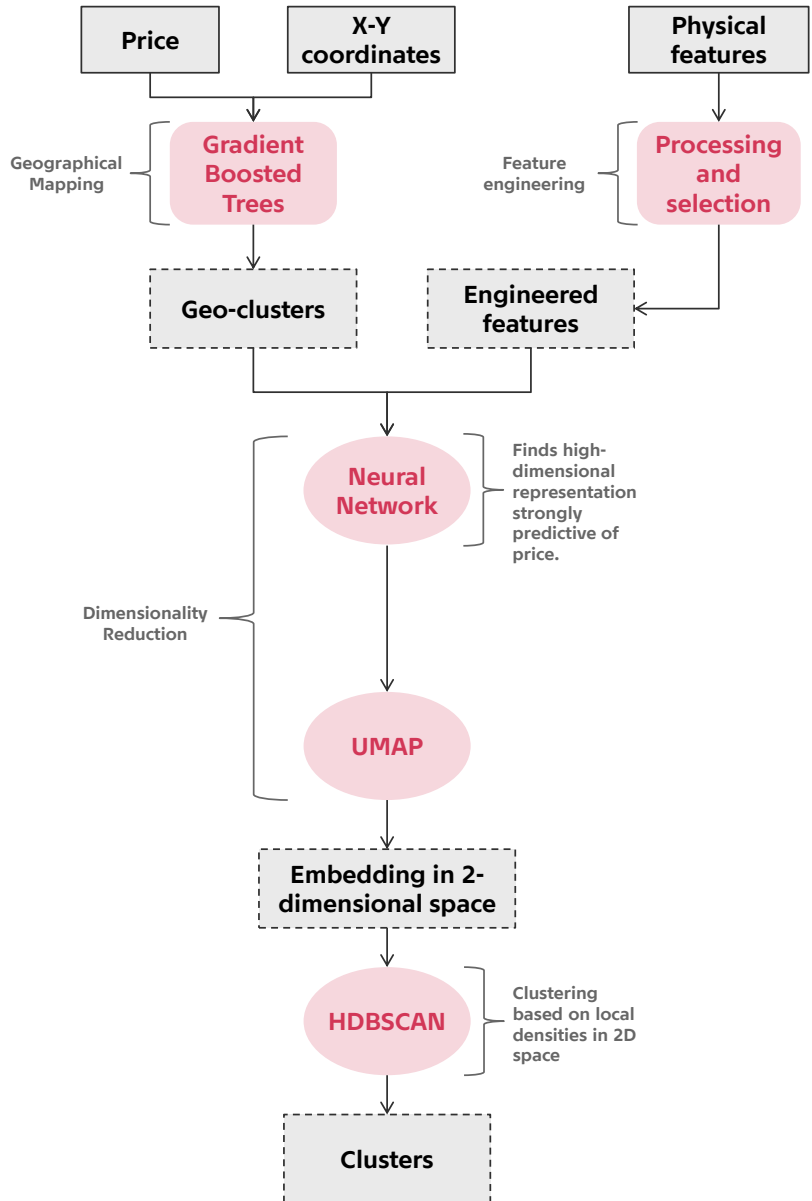 Price
X-Y
coordinates
Physical
features
Geographical
Mapping
Gradient
Boosted
Trees
Feature
engineering
Processing
and
selection
Geo-clusters
Engineered
features
Neural
Network
Finds high-
dimensional
representation
strongly
predictive of
price.
Dimensionality
Reduction
UMAP
Embedding in 2-
dimensional space
HDBSCAN
Clustering
based on local
densities in 2D
space
Clusters